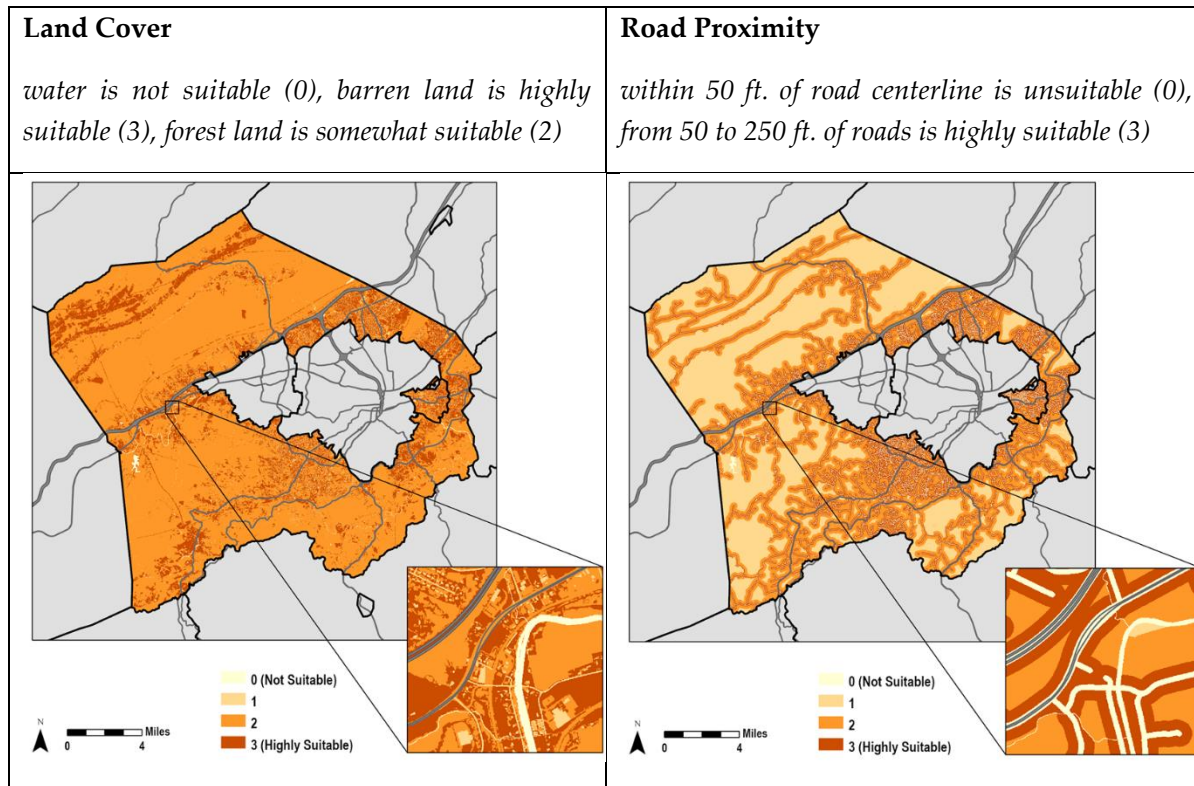 Land Cover
water is not suitable (0), barren land is highly
suitable (3), forest land is somewhat suitable (2)
Road Proximity
within 50 ft. of road centerline is unsuitable (0),
from 50 to 250 ft. of roads is highly suitable (3)
0 (Not Suitable)
1
2
3 (Highly Suitable)
N
Miles
0 4
0 (Not Suitable)
1
2
3 (Highly Suitable)
N
Miles
0 4